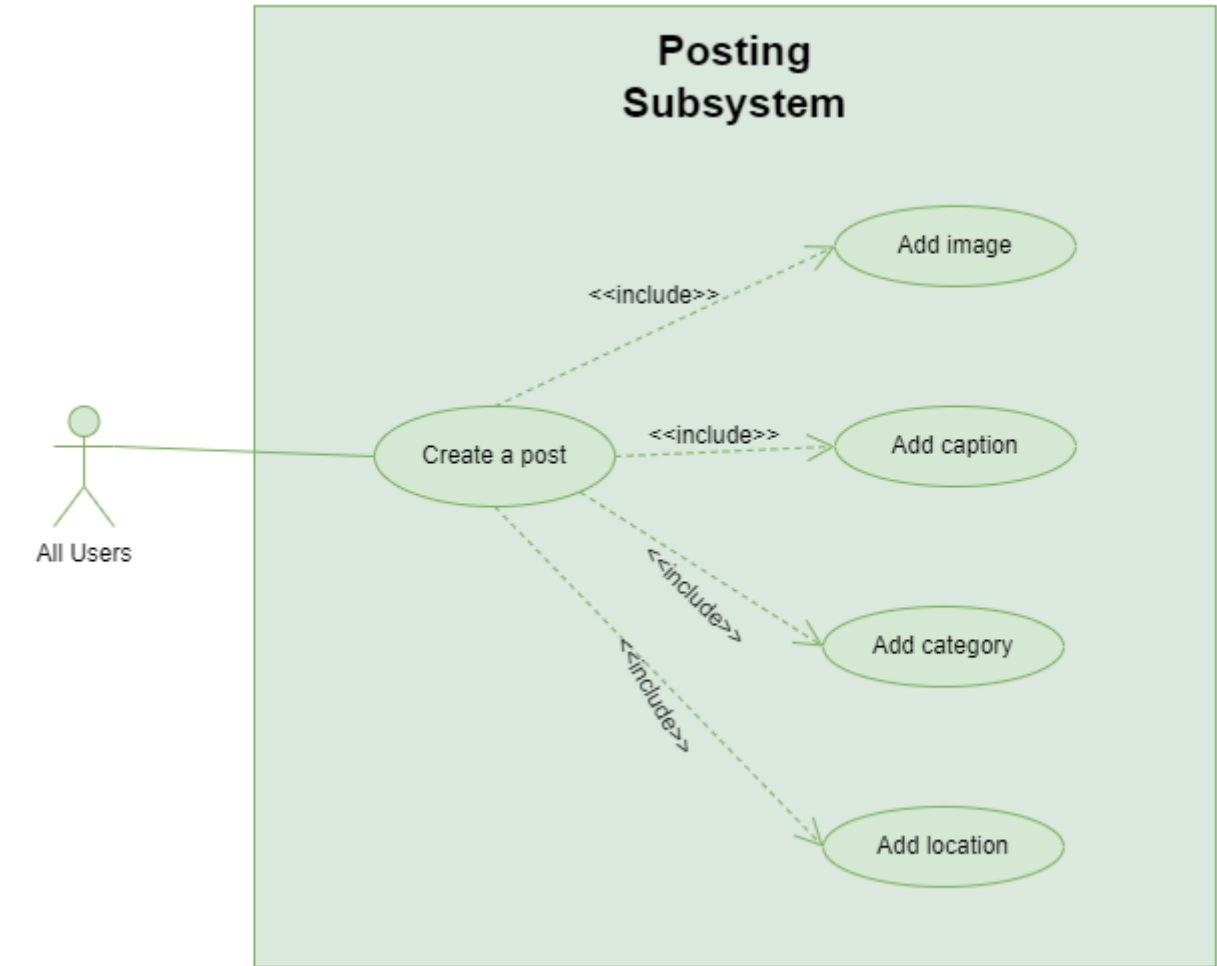 Posting
Subsystem
Add image
<<include>>
<<include>>
Add caption
Create a post
All Users
<<include>>
Add category
<<include>>
Add location